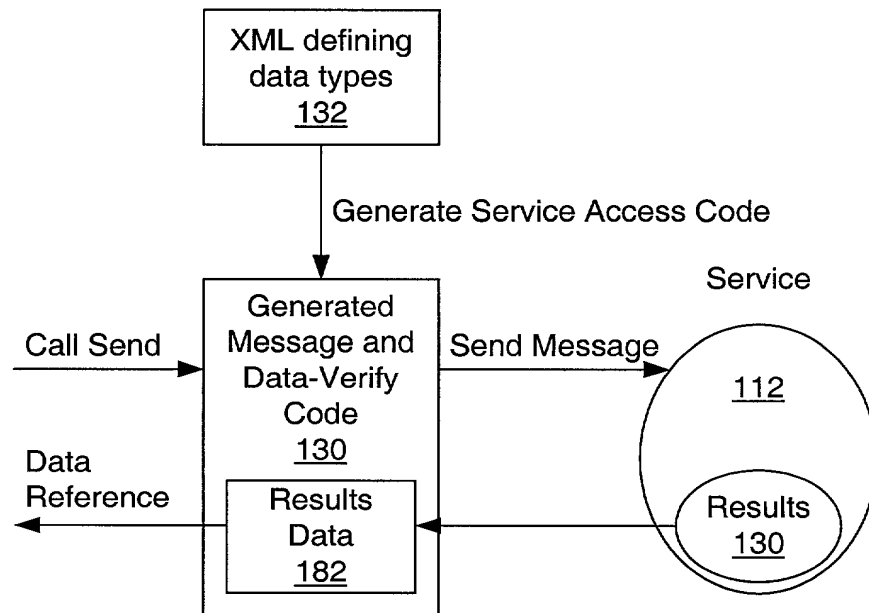 XML defining
data types
132
Generate Service Access Code
Service
Generated
Message and
Data-Verify
Code
130
Call Send
Send Message
112
Data
Reference
Results
Data
182
Results
130